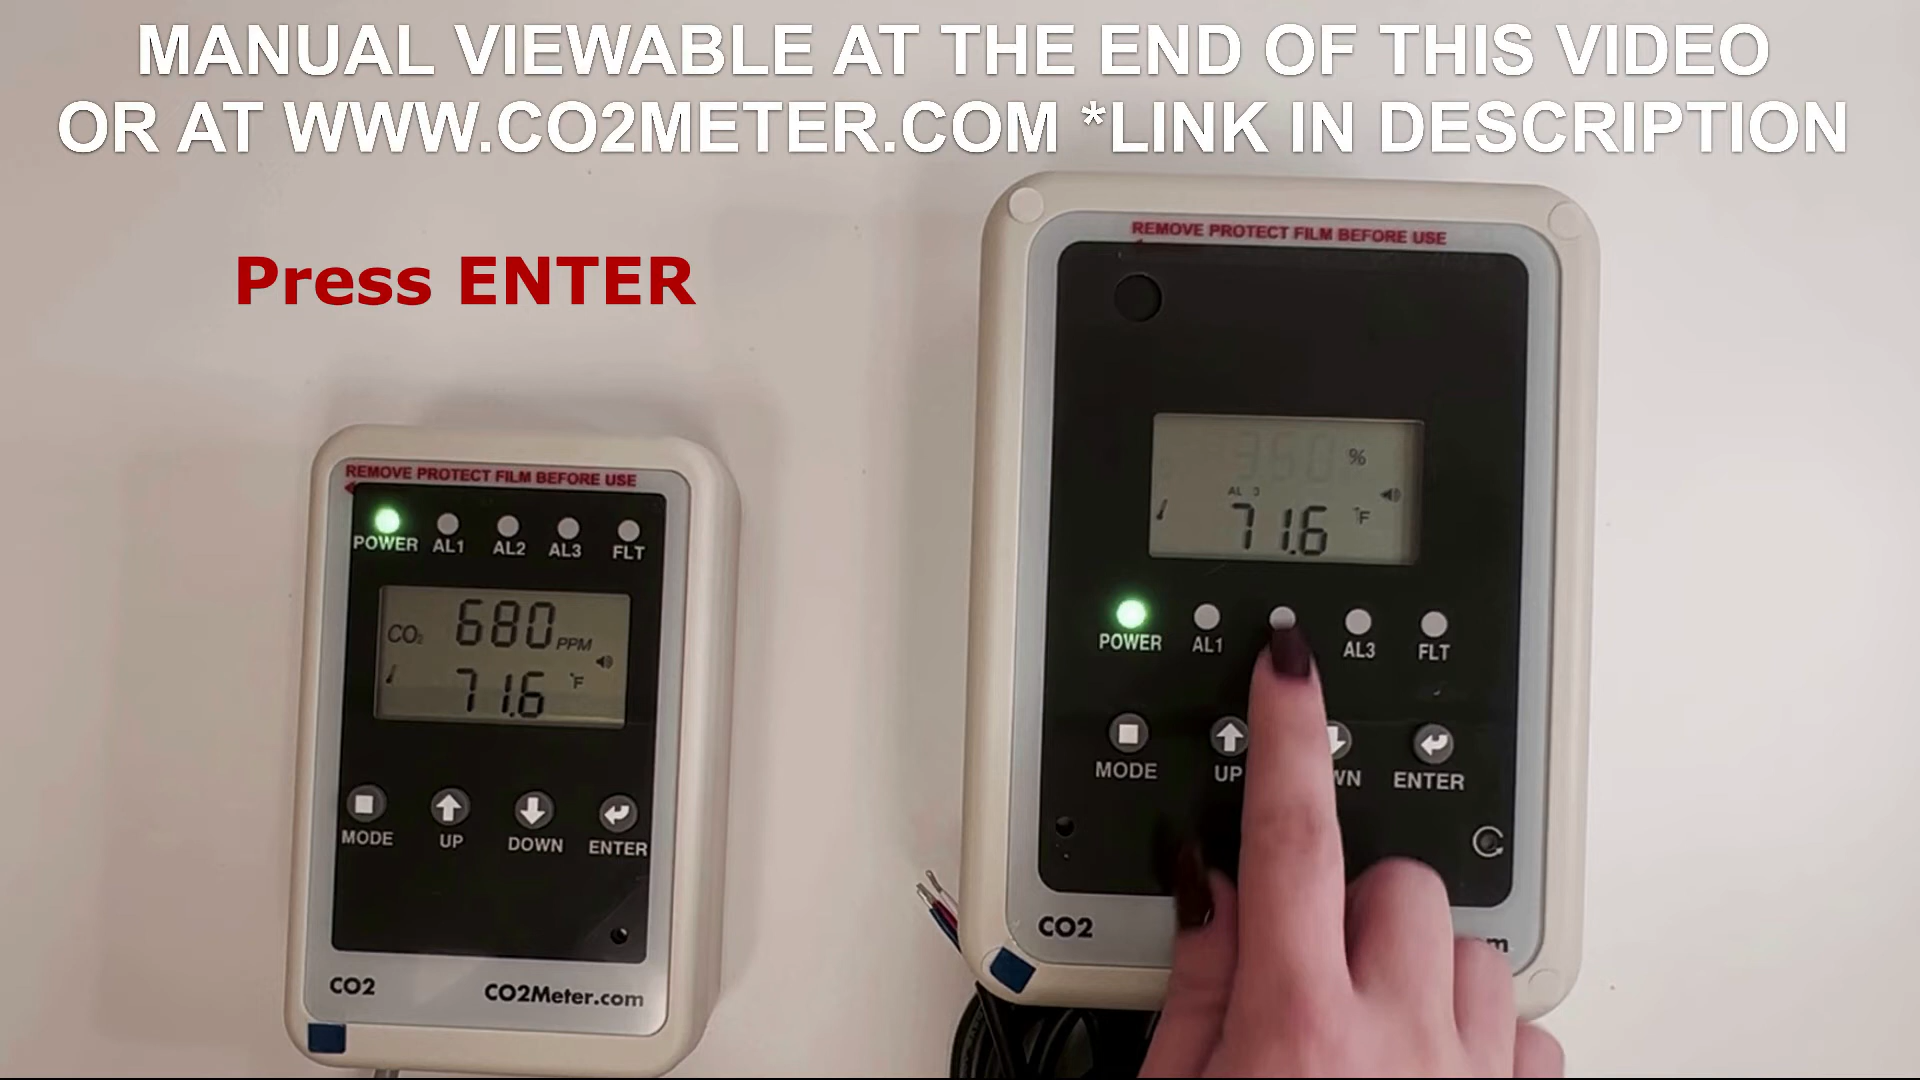 MANUAL VIEWABLE AT THE END OF THIS VIDEO
OR AT WWW.CO2METER.COM *LINK IN DESCRIPTION
Press ENTER
REMOVE PROTECT FILM BEFORE USE
POWER AL1 AL2 AL3 FLT
CO2 680 PPM
71.6 °F
MODE UP DOWN ENTER
CO2 CO2Meter.com
REMOVE PROTECT FILM BEFORE USE
%
AL 3
71.6 °F
POWER AL1 AL3 FLT
MODE UP WN ENTER
CO2 m